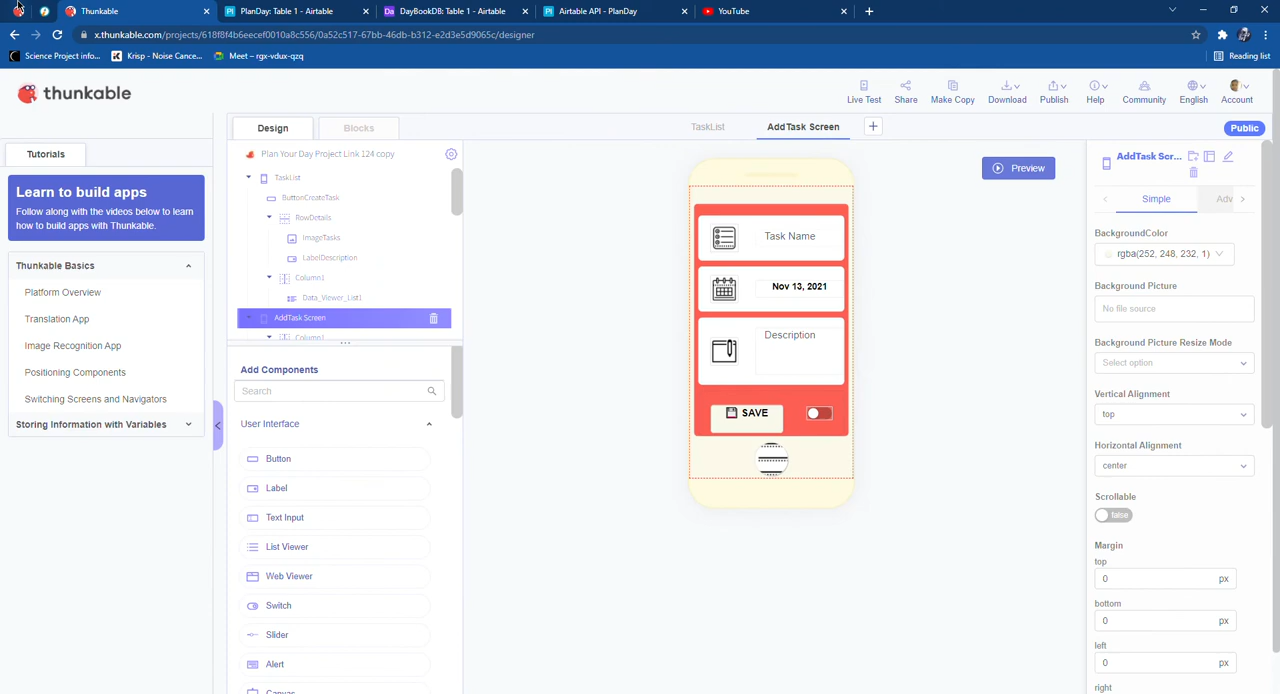 Thunkable
PlanDay: Table 1 - Airtable
DayBookDB: Table 1 - Airtable
Airtable API - PlanDay
YouTube
x.thunkable.com/projects/618f8f4b6eecef0010a8c556/0a52c517-67bb-46db-b312-e2d3e5d9065c/designer
Science Project info...
Krisp - Noise Cance...
Meet – rgx-vdux-qzq
Reading list
thunkable
Live Test
Share
Make Copy
Download
Publish
Help
Community
English
Account
Design
Blocks
TaskList
AddTask Screen
Public
Tutorials
Learn to build apps
Follow along with the videos below to learn
how to build apps with Thunkable.
Thunkable Basics
Platform Overview
Translation App
Image Recognition App
Positioning Components
Switching Screens and Navigators
Storing Information with Variables
Plan Your Day Project Link 124 copy
TaskList
ButtonCreateTask
RowDetails
ImageTasks
LabelDescription
Column1
Data_Viewer_List1
AddTask Screen
Column1
Add Components
Search
User Interface
Button
Label
Text Input
List Viewer
Web Viewer
Switch
Slider
Alert
Canvas
Preview
Task Name
Nov 13, 2021
Description
SAVE
AddTask Scr...
Simple
Adv
BackgroundColor
rgba(252, 248, 232, 1)
Background Picture
No file source
Background Picture Resize Mode
Select option
Vertical Alignment
top
Horizontal Alignment
center
Scrollable
false
Margin
top
0 px
bottom
0 px
left
0 px
right